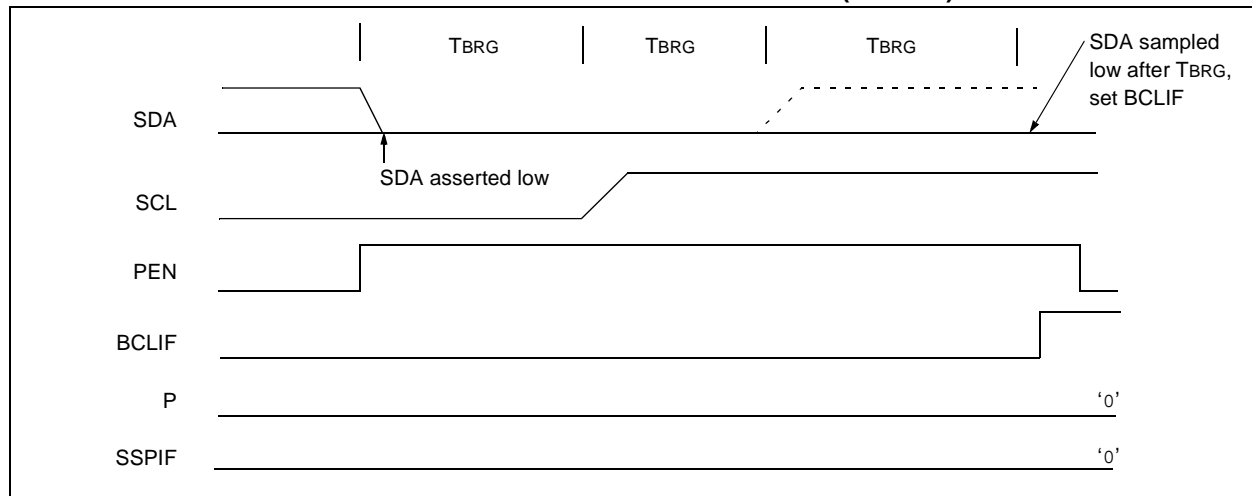 TBRG TBRG TBRG
SDA sampled
low after TBRG,
set BCLIF
SDA
SDA asserted low
SCL
PEN
BCLIF
P
‘0’
SSPIF
‘0’